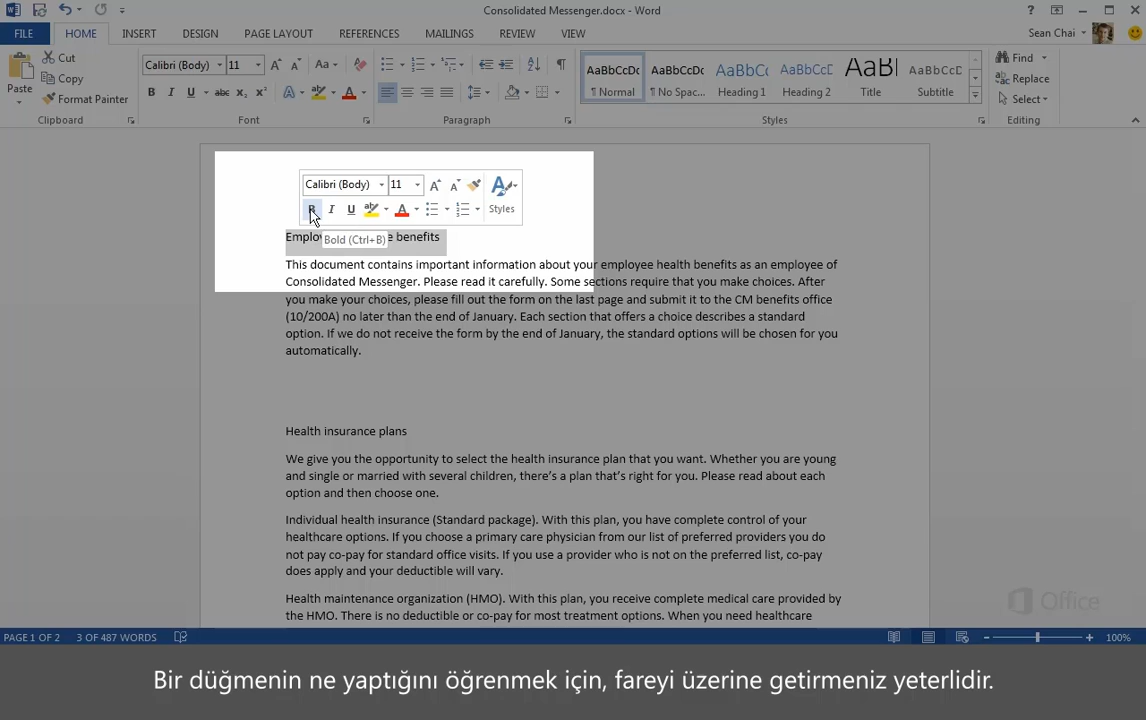 Consolidated Messenger.docx - Word
FILE HOME INSERT DESIGN PAGE LAYOUT REFERENCES MAILINGS REVIEW VIEW Sean Chai
Paste
Cut
Copy
Format Painter
Clipboard
Calibri (Body) 11
Font
Paragraph
AaBbCcDc AaBbCcDc AaBbCc AaBbCc AaBI AaBbCcD
¶ Normal ¶ No Spac... Heading 1 Heading 2 Title Subtitle
Styles
Find
Replace
Select
Editing
Calibri (Body) 11
B I U Styles
Bold (Ctrl+B)
Employ e benefits
This document contains important information about your employee health benefits as an employee of
Consolidated Messenger. Please read it carefully. Some sections require that you make choices. After
you make your choices, please fill out the form on the last page and submit it to the CM benefits office
(10/200A) no later than the end of January. Each section that offers a choice describes a standard
option. If we do not receive the form by the end of January, the standard options will be chosen for you
automatically.
Health insurance plans
We give you the opportunity to select the health insurance plan that you want. Whether you are young
and single or married with several children, there's a plan that's right for you. Please read about each
option and then choose one.
Individual health insurance (Standard package). With this plan, you have complete control of your
healthcare options. If you choose a primary care physician from our list of preferred providers you do
not pay co-pay for standard office visits. If you use a provider who is not on the preferred list, co-pay
does apply and your deductible will vary.
Health maintenance organization (HMO). With this plan, you receive complete medical care provided by
the HMO. There is no deductible or co-pay for most treatment options. When you need healthcare
Office
PAGE 1 OF 2 3 OF 487 WORDS 100%
Bir düğmenin ne yaptığını öğrenmek için, fareyi üzerine getirmeniz yeterlidir.